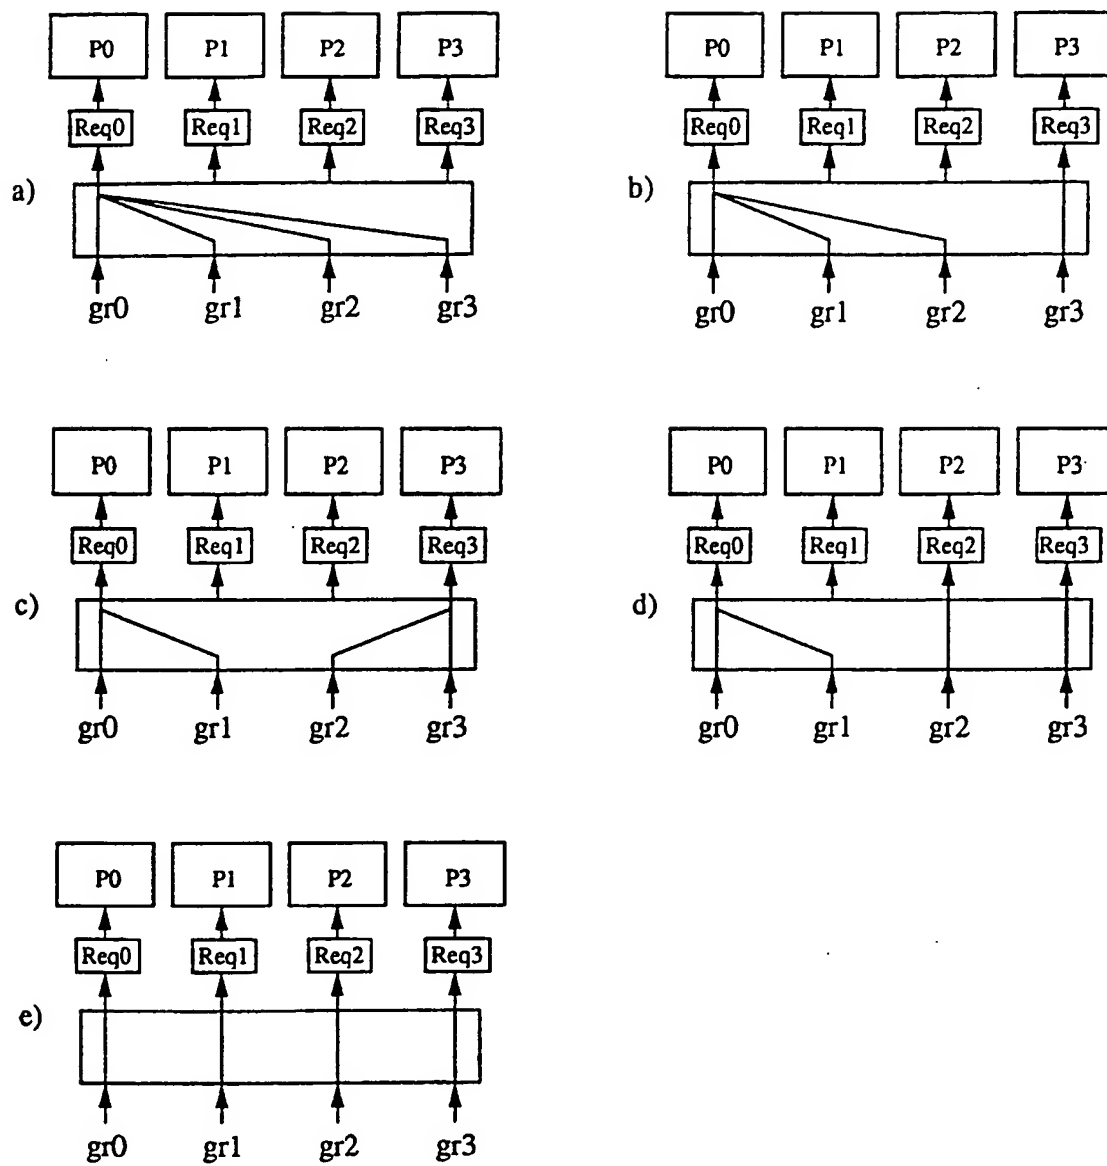 P0 P1 P2 P3
Req0 Req1 Req2 Req3
a)
gr0 gr1 gr2 gr3
P0 P1 P2 P3
Req0 Req1 Req2 Req3
b)
gr0 gr1 gr2 gr3
P0 P1 P2 P3
Req0 Req1 Req2 Req3
c)
gr0 gr1 gr2 gr3
P0 P1 P2 P3
Req0 Req1 Req2 Req3
d)
gr0 gr1 gr2 gr3
P0 P1 P2 P3
Req0 Req1 Req2 Req3
e)
gr0 gr1 gr2 gr3